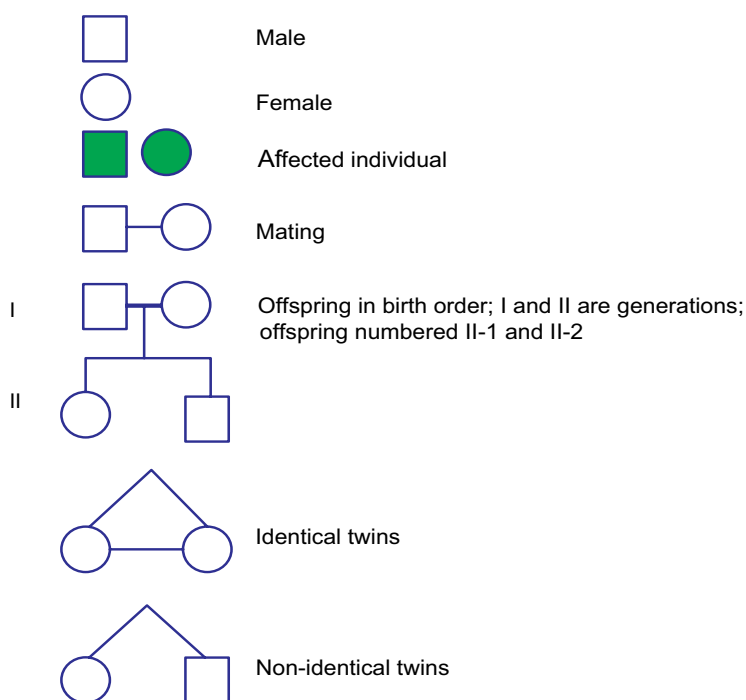 Male
Female
Affected individual
Mating
I
Offspring in birth order; I and II are generations;
offspring numbered II-1 and II-2
II
Identical twins
Non-identical twins